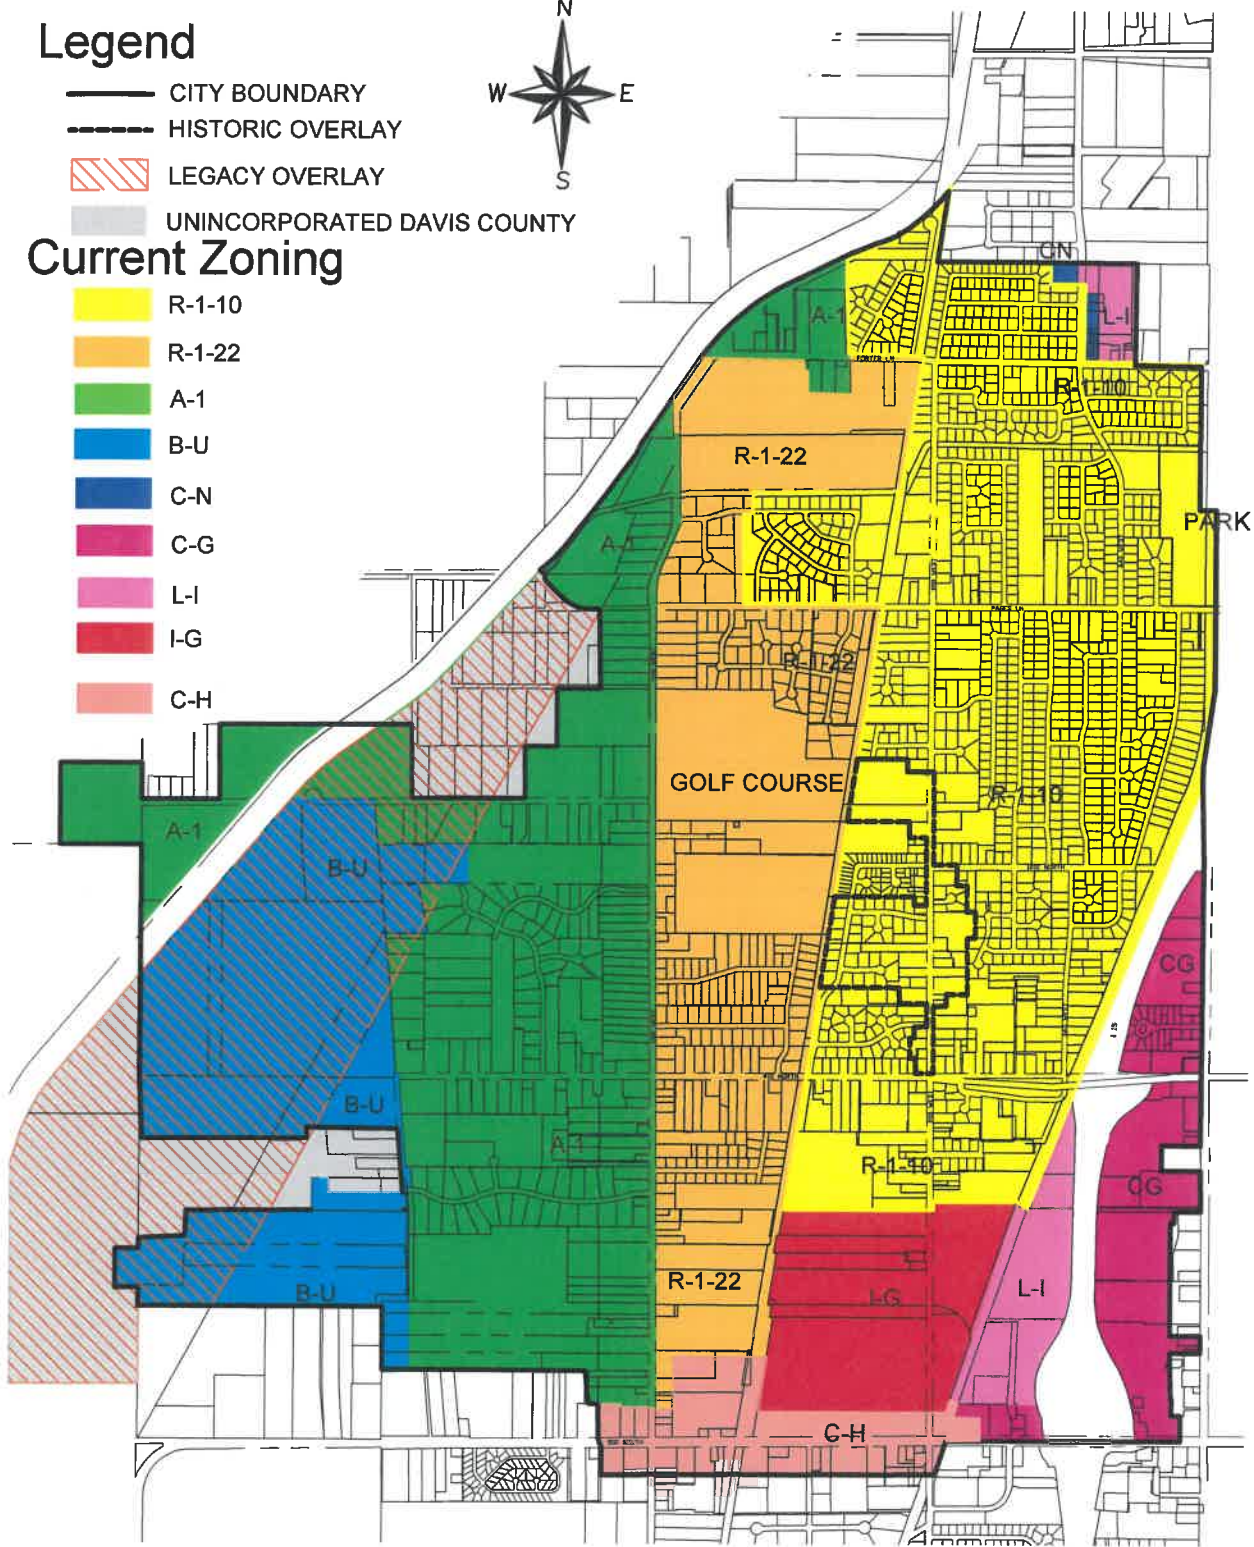 N
W E
S
Legend
CITY BOUNDARY
HISTORIC OVERLAY
LEGACY OVERLAY
UNINCORPORATED DAVIS COUNTY
Current Zoning
R-1-10
R-1-22
A-1
B-U
C-N
C-G
L-I
I-G
C-H
CN
A-1
L-I
R-1-10
R-1-22
PARK
A-1
R-1-22
GOLF COURSE
R-1-10
A-1
B-U
CG
B-U
A-1
R-1-10
CG
R-1-22
L-I
B-U
I-G
C-H